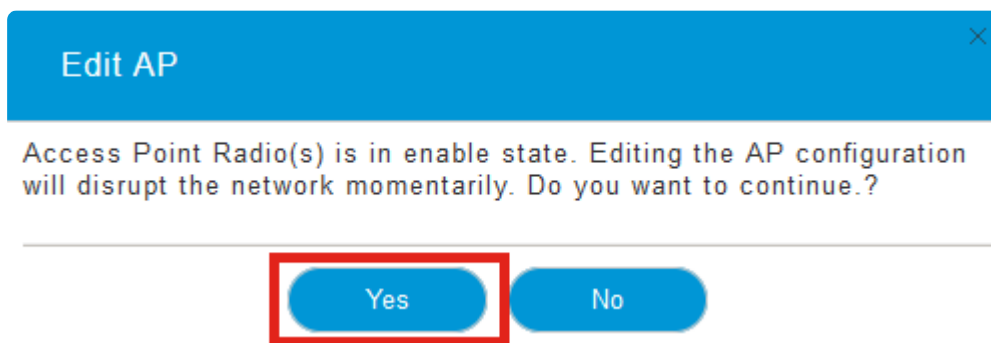 Edit AP
Access Point Radio(s) is in enable state. Editing the AP configuration
will disrupt the network momentarily. Do you want to continue.?
Yes
No